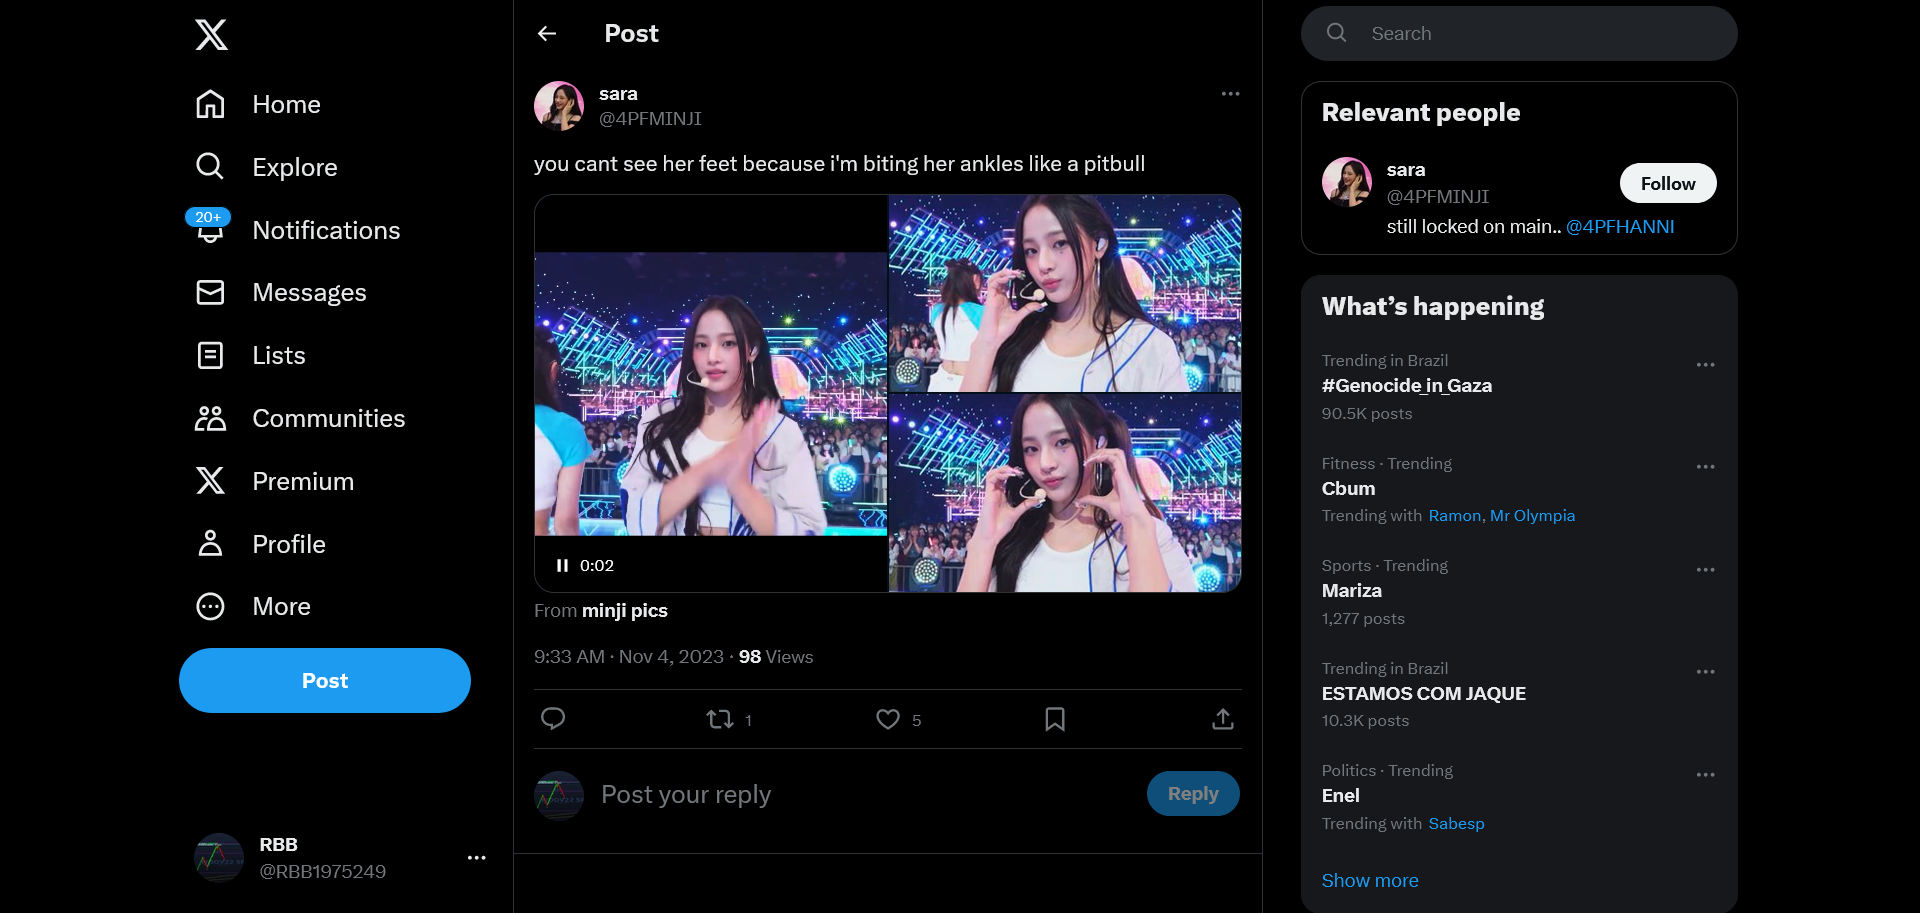 Home
Explore
20+
Notifications
Messages
Lists
Communities
Premium
Profile
More
Post
RBB
@RBB1975249
Post
sara
@4PFMINJI
you cant see her feet because i'm biting her ankles like a pitbull
0:02
From minji pics
9:33 AM · Nov 4, 2023 · 98 Views
1
5
Post your reply
Reply
Search
Relevant people
sara
@4PFMINJI
Follow
still locked on main.. @4PFHANNI
What's happening
Trending in Brazil
#Genocide_in_Gaza
90.5K posts
Fitness · Trending
Cbum
Trending with Ramon, Mr Olympia
Sports · Trending
Mariza
1,277 posts
Trending in Brazil
ESTAMOS COM JAQUE
10.3K posts
Politics · Trending
Enel
Trending with Sabesp
Show more